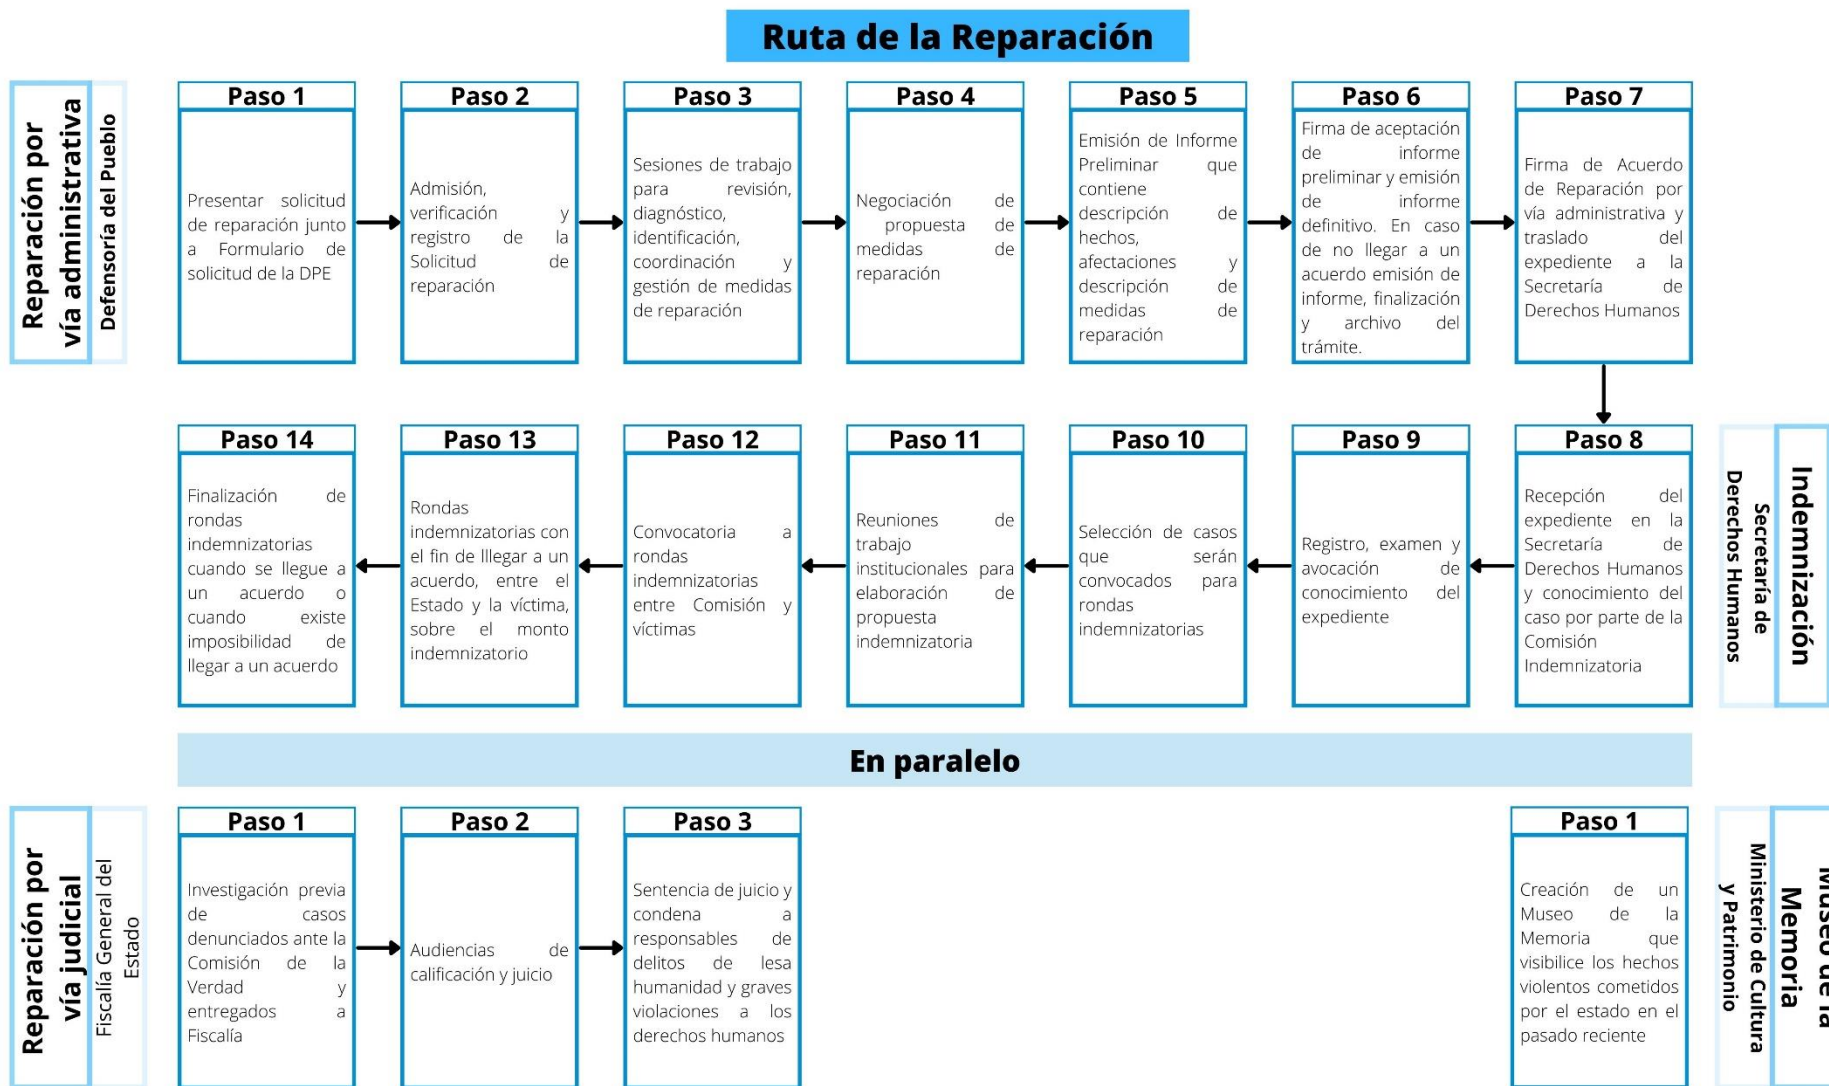 Ruta de la Reparación
Reparación por
vía administrativa
Defensoría del Pueblo
Paso 1
Presentar solicitud
de reparación junto
a Formulario de
solicitud de la DPE
Paso 2
Admisión,
verificación y
registro de la
Solicitud de
reparación
Paso 3
Sesiones de trabajo
para revisión,
diagnóstico,
identificación,
coordinación y
gestión de medidas
de reparación
Paso 4
Negociación de
propuesta de
medidas de
reparación
Paso 5
Emisión de Informe
Preliminar que
contiene
descripción de
hechos,
afectaciones y
descripción de
medidas de
reparación
Paso 6
Firma de aceptación
de informe
preliminar y emisión
de informe
definitivo. En caso
de no llegar a un
acuerdo emisión de
informe, finalización
y archivo del
trámite.
Paso 7
Firma de Acuerdo
de Reparación por
vía administrativa y
traslado del
expediente a la
Secretaría de
Derechos Humanos
Indemnización
Secretaría de
Derechos Humanos
Paso 8
Recepción del
expediente en la
Secretaría de
Derechos Humanos
y conocimiento del
caso por parte de la
Comisión
Indemnizatoria
Paso 9
Registro, examen y
avocación de
conocimiento del
expediente
Paso 10
Selección de casos
que serán
convocados para
rondas
indemnizatorias
Paso 11
Reuniones de
trabajo
institucionales para
elaboración de
propuesta
indemnizatoria
Paso 12
Convocatoria a
rondas
indemnizatorias
entre Comisión y
víctimas
Paso 13
Rondas
indemnizatorias con
el fin de lllegar a un
acuerdo, entre el
Estado y la víctima,
sobre el monto
indemnizatorio
Paso 14
Finalización de
rondas
indemnizatorias
cuando se llegue a
un acuerdo o
cuando existe
imposibilidad de
llegar a un acuerdo
En paralelo
Reparación por
vía judicial
Fiscalía General del
Estado
Paso 1
Investigación previa
de casos
denunciados ante la
Comisión de la
Verdad y
entregados a
Fiscalía
Paso 2
Audiencias de
calificación y juicio
Paso 3
Sentencia de juicio y
condena a
responsables de
delitos de lesa
humanidad y graves
violaciones a los
derechos humanos
Museo de la
Memoria
Ministerio de Cultura
y Patrimonio
Paso 1
Creación de un
Museo de la
Memoria que
visibilice los hechos
violentos cometidos
por el estado en el
pasado reciente